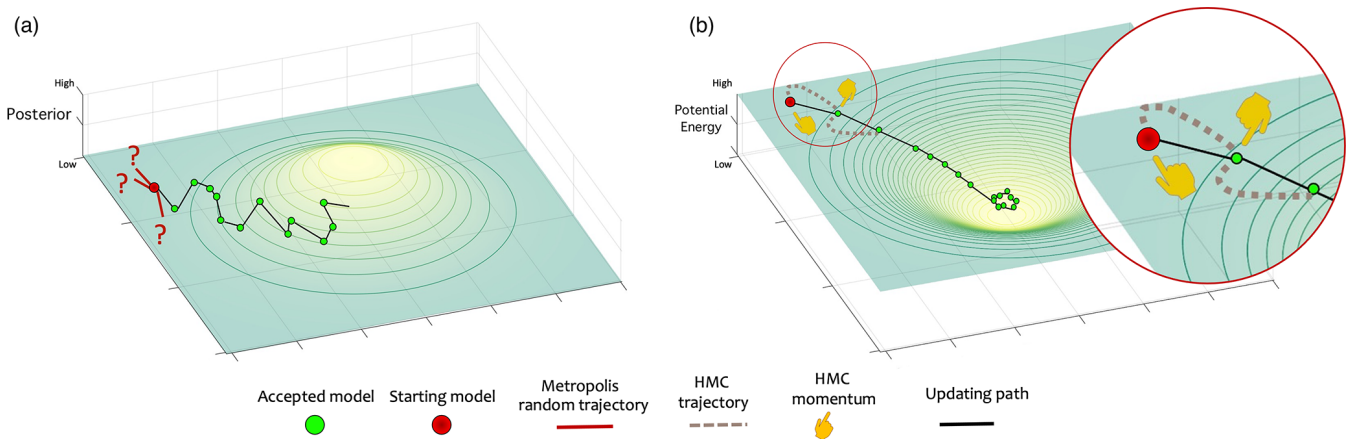 (a)
High
Posterior
Low
?
?
?
(b)
High
Potential
Energy
Low
Accepted model
Starting model
Metropolis
random trajectory
HMC
trajectory
HMC
momentum
Updating path